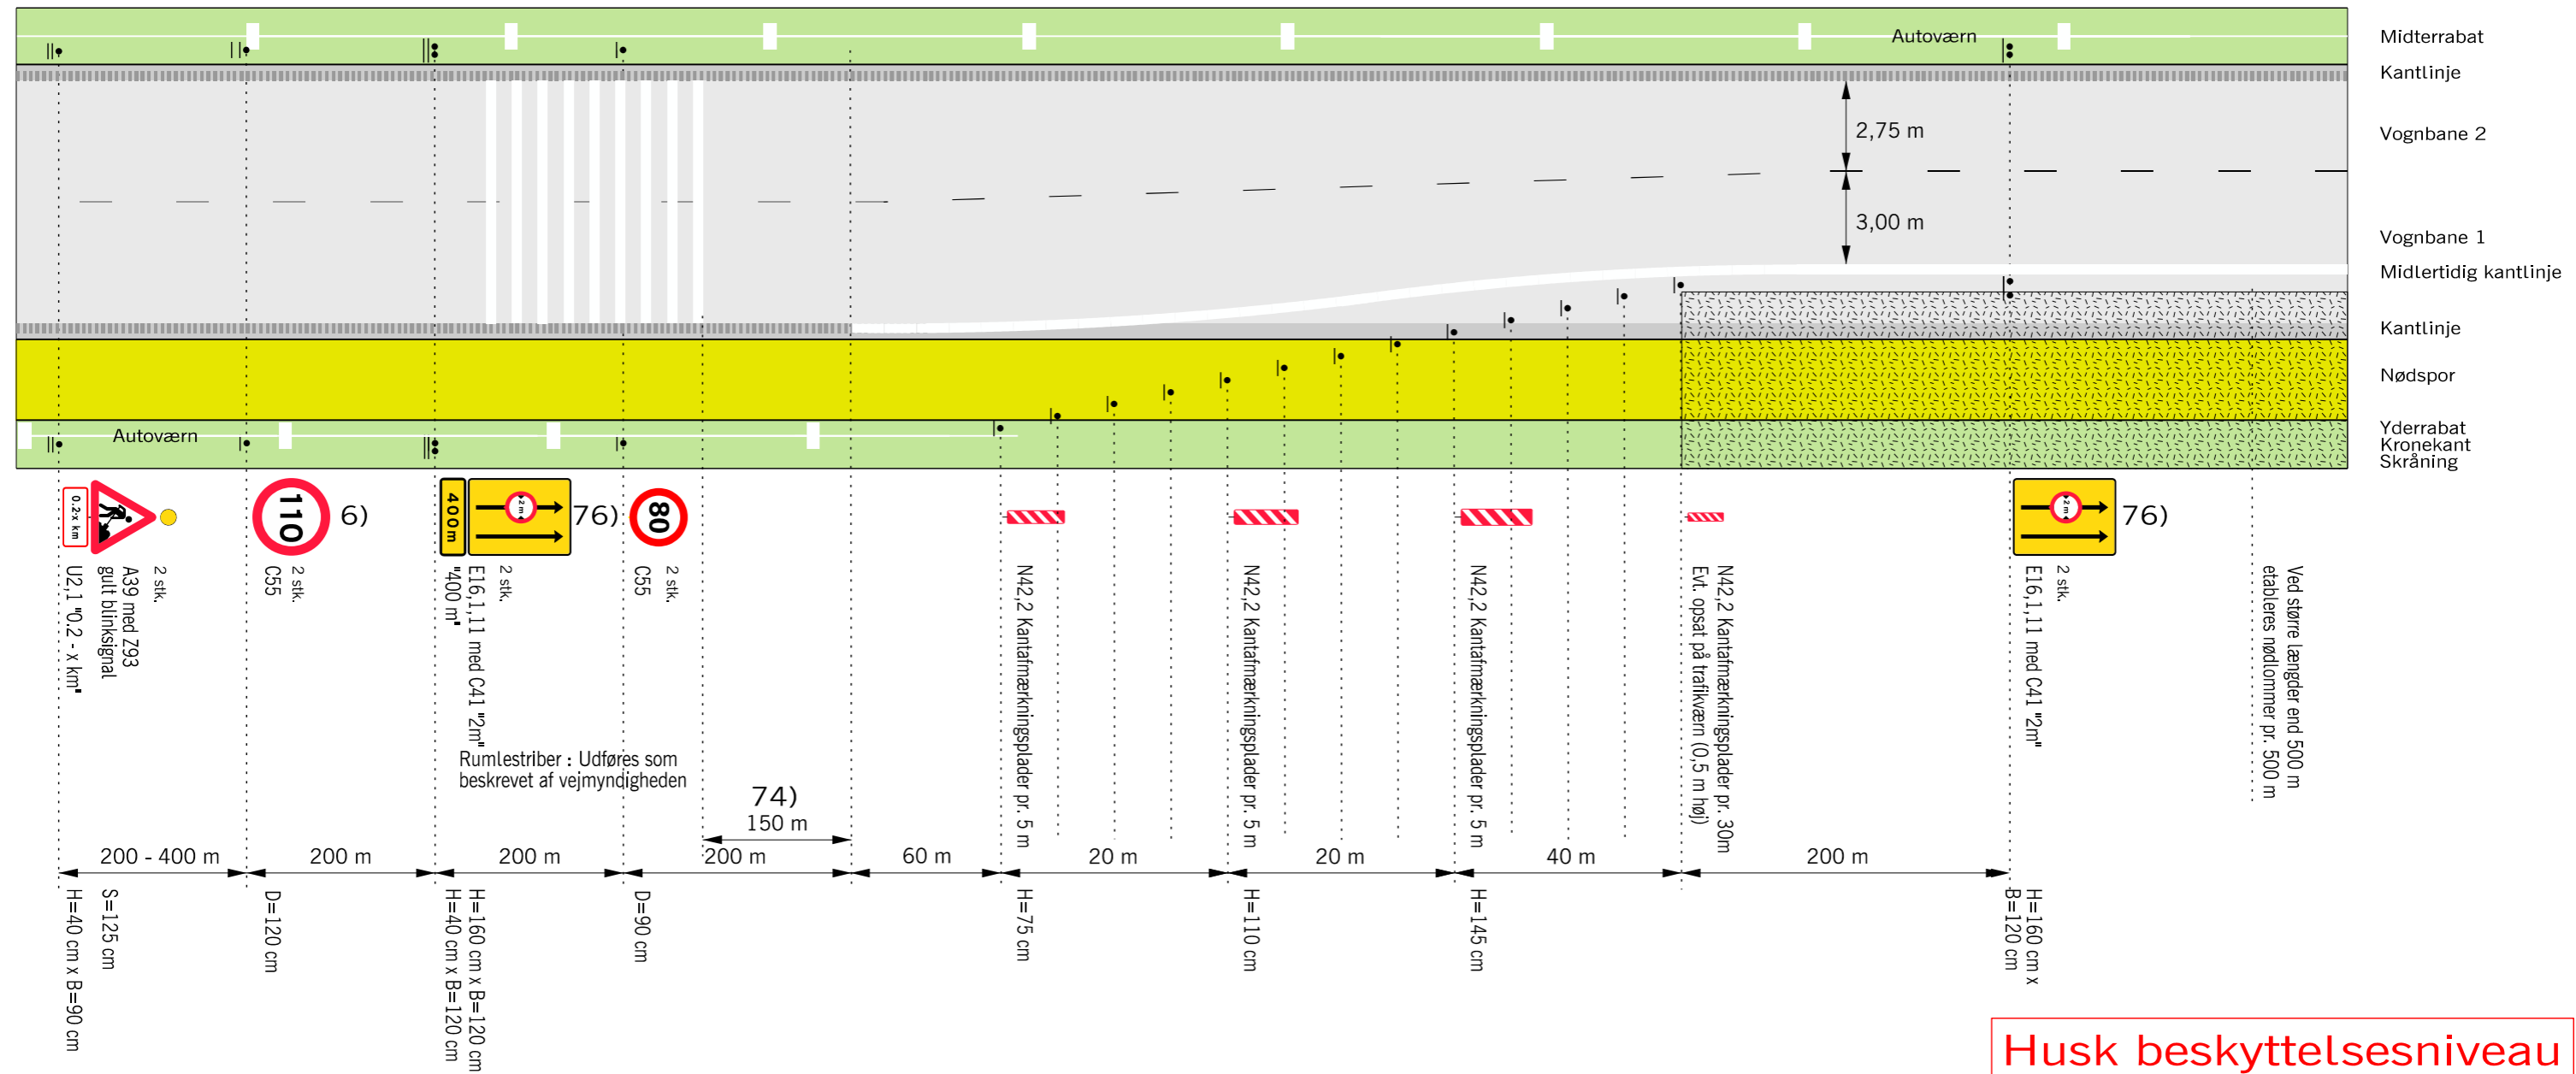 Autoværn
Midterrabat
Kantlinje
2,75 m
Vognbane 2
3,00 m
Vognbane 1
Midlertidig kantlinje
Kantlinje
Nødspor
Autoværn
Yderrabat
Kronekant
Skråning
0.2-x km
110
6)
400m
2m
76)
80
2m
76)
2 stk.
A39 med Z93
gult blinksignal
U2,1 "0.2 - x km"
2 stk.
C55
2 stk.
E16,1,11 med C41 "2m"
"400 m"
2 stk.
C55
N42,2 Kantafmærkningsplader pr. 5 m
N42,2 Kantafmærkningsplader pr. 5 m
N42,2 Kantafmærkningsplader pr. 5 m
N42,2 Kantafmærkningsplader pr. 30m
Evt. opsat på trafikværn (0,5 m høj)
2 stk.
E16,1,11 med C41 "2m"
Ved større længder end 500 m
etableres nødlommer pr. 500 m
Rumlestriber : Udføres som
beskrevet af vejmyndigheden
74)
150 m
200 - 400 m
200 m
200 m
200 m
60 m
20 m
20 m
40 m
200 m
S=125 cm
H=40 cm x B=90 cm
D=120 cm
H=160 cm x B=120 cm
H=40 cm x B=120 cm
D=90 cm
H=75 cm
H=110 cm
H=145 cm
H=160 cm x
B=120 cm
Husk beskyttelsesniveau